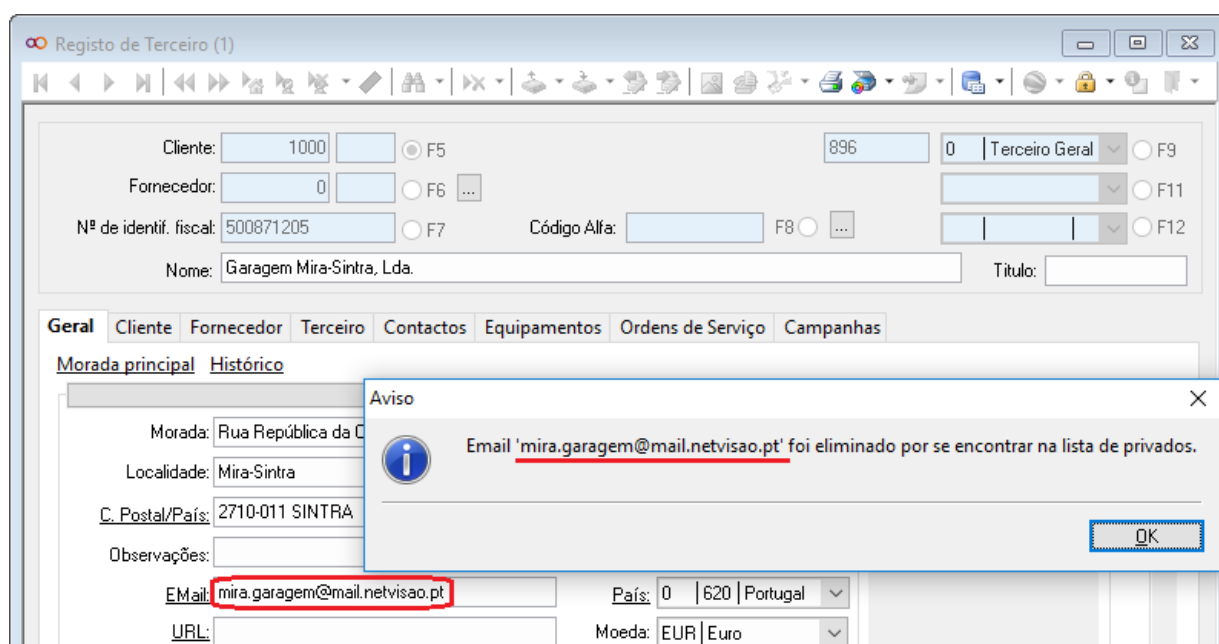 Registo de Terceiro (1)
Cliente: 1000 F5 896 0 Terceiro Geral F9
Fornecedor: 0 F6 ... F11
Nº de identif. fiscal: 500871205 F7 Código Alfa: F8 ... F12
Nome: Garagem Mira-Sintra, Lda. Titulo:
Geral Cliente Fornecedor Terceiro Contactos Equipamentos Ordens de Serviço Campanhas
Morada principal Histórico
Aviso
Email 'mira.garagem@mail.netvisao.pt' foi eliminado por se encontrar na lista de privados.
OK
Morada: Rua República da
Localidade: Mira-Sintra
C. Postal/País: 2710-011 SINTRA
Observações:
EMail: mira.garagem@mail.netvisao.pt País: 0 620 Portugal
URL: Moeda: EUR Euro